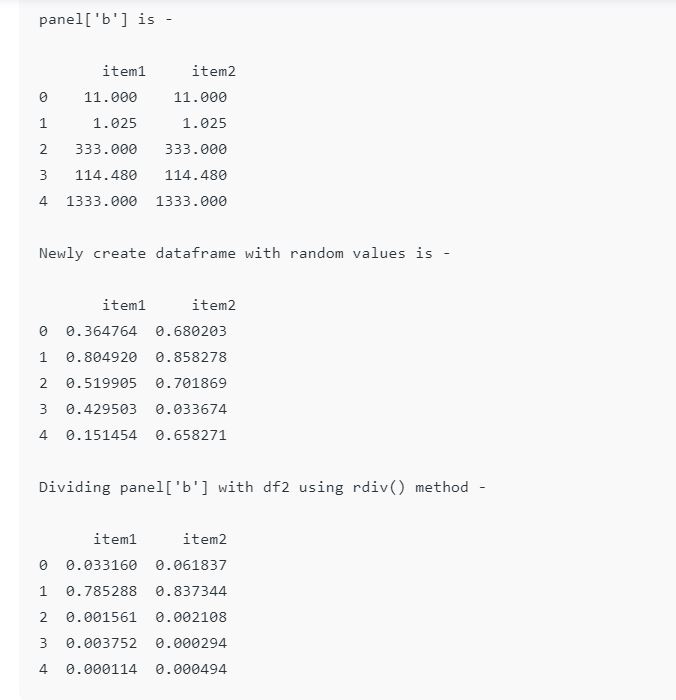 panel['b'] is -
item1 item2
0 11.000 11.000
1 1.025 1.025
2 333.000 333.000
3 114.480 114.480
4 1333.000 1333.000
Newly create dataframe with random values is -
item1 item2
0 0.364764 0.680203
1 0.804920 0.858278
2 0.519905 0.701869
3 0.429503 0.033674
4 0.151454 0.658271
Dividing panel['b'] with df2 using rdiv() method -
item1 item2
0 0.033160 0.061837
1 0.785288 0.837344
2 0.001561 0.002108
3 0.003752 0.000294
4 0.000114 0.000494